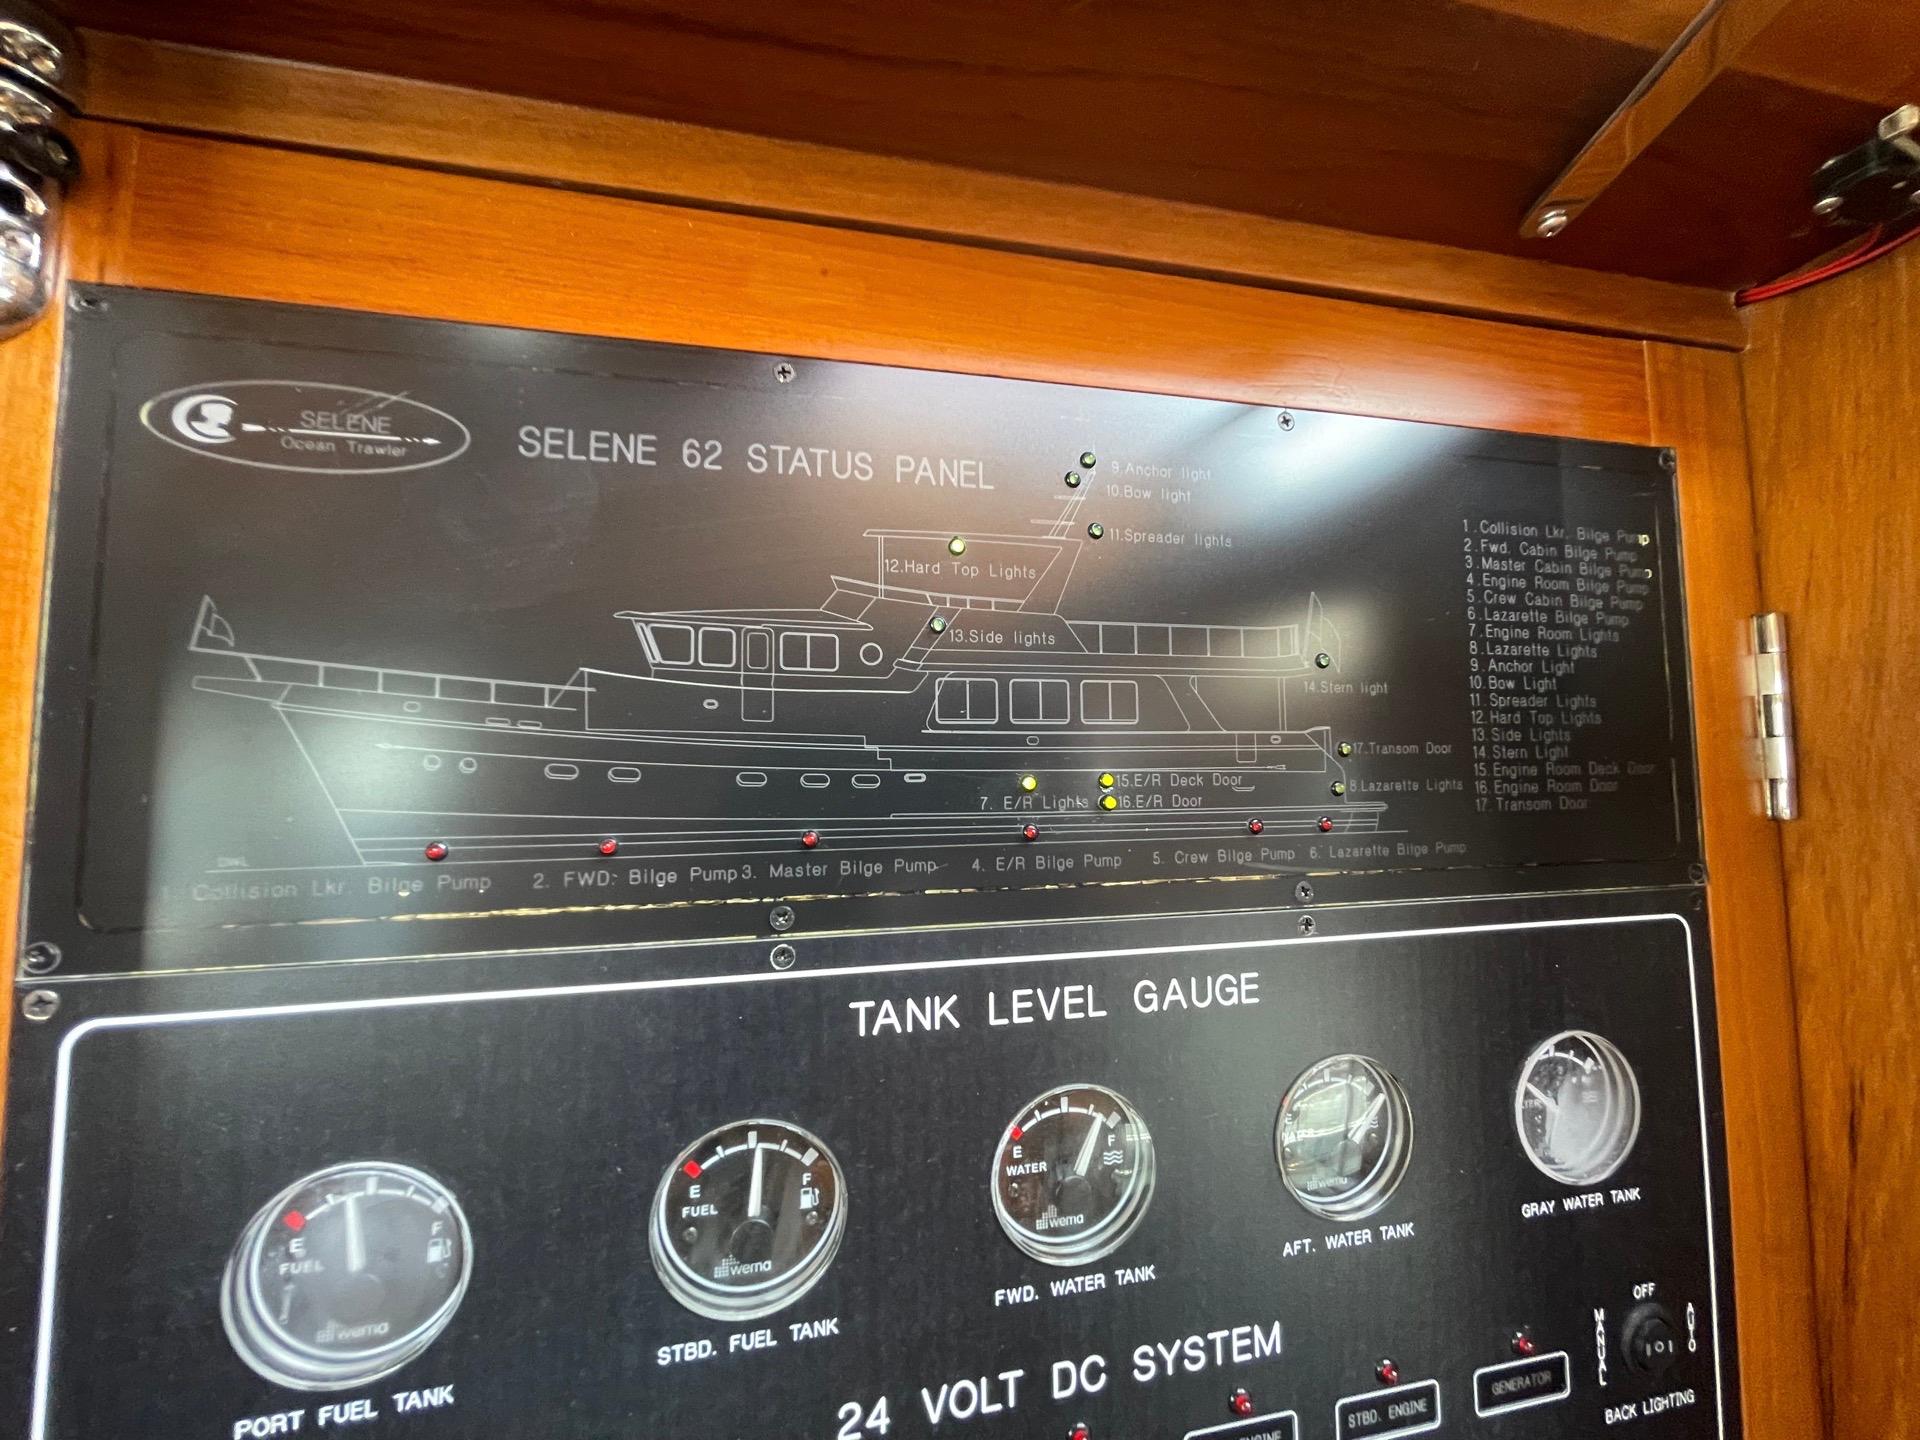 SELENE
Ocean Trawler
SELENE 62 STATUS PANEL
9.Anchor light
10.Bow light
11.Spreader lights
12.Hard Top Lights
13.Side lights
14.Stern light
17.Transom Door
15.E/R Deck Door
8.Lazarette Lights
7. E/R Lights
16.E/R Door
DWL
1. Collision Lkr. Bilge Pump
2. FWD. Bilge Pump
3. Master Bilge Pump
4. E/R Bilge Pump
5. Crew Bilge Pump
6. Lazarette Bilge Pump
1.Collision Lkr. Bilge Pump
2.Fwd. Cabin Bilge Pump
3.Master Cabin Bilge Pump
4.Engine Room Bilge Pump
5.Crew Cabin Bilge Pump
6.Lazarette Bilge Pump
7.Engine Room Lights
8.Lazarette Lights
9.Anchor Light
10.Bow Light
11.Spreader Lights
12.Hard Top Lights
13.Side Lights
14.Stern Light
15.Engine Room Deck Door
16.Engine Room Door
17.Transom Door
TANK LEVEL GAUGE
E
F
FUEL
wema
PORT FUEL TANK
E
F
FUEL
wema
STBD. FUEL TANK
E
F
WATER
wema
FWD. WATER TANK
E
WATER
wema
AFT. WATER TANK
GRAY WATER TANK
24 VOLT DC SYSTEM
ENGINE
STBD. ENGINE
GENERATOR
OFF
MANUAL
AUTO
BACK LIGHTING